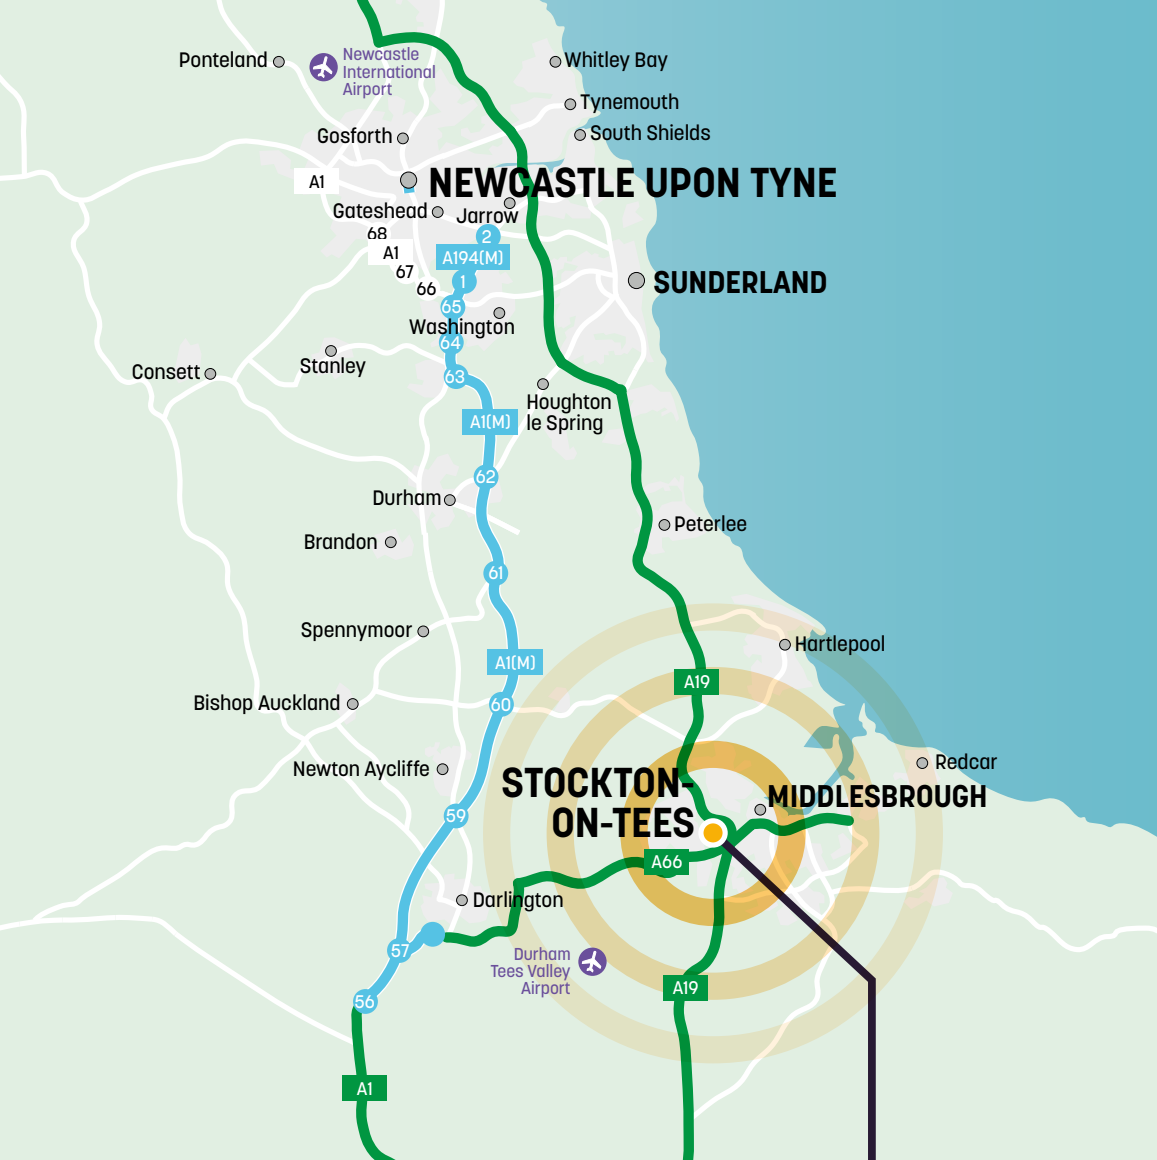 Ponteland
Newcastle
International
Airport
Whitley Bay
Tynemouth
South Shields
Gosforth
A1
NEWCASTLE UPON TYNE
Gateshead
Jarrow
68
2
A1
A194(M)
67
1
66
SUNDERLAND
65
Washington
64
Stanley
Consett
63
Houghton
le Spring
A1(M)
62
Durham
Peterlee
Brandon
61
Spennymoor
Hartlepool
A1(M)
A19
Bishop Auckland
60
Newton Aycliffe
Redcar
STOCKTON-
ON-TEES
MIDDLESBROUGH
59
A66
Darlington
57
Durham
Tees Valley
Airport
A19
56
A1